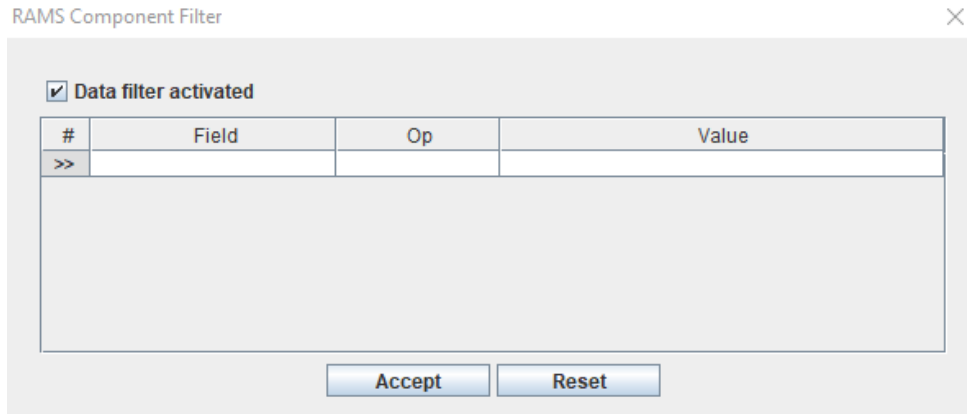 RAMS Component Filter
Data filter activated
# Field Op Value
>>
Accept Reset